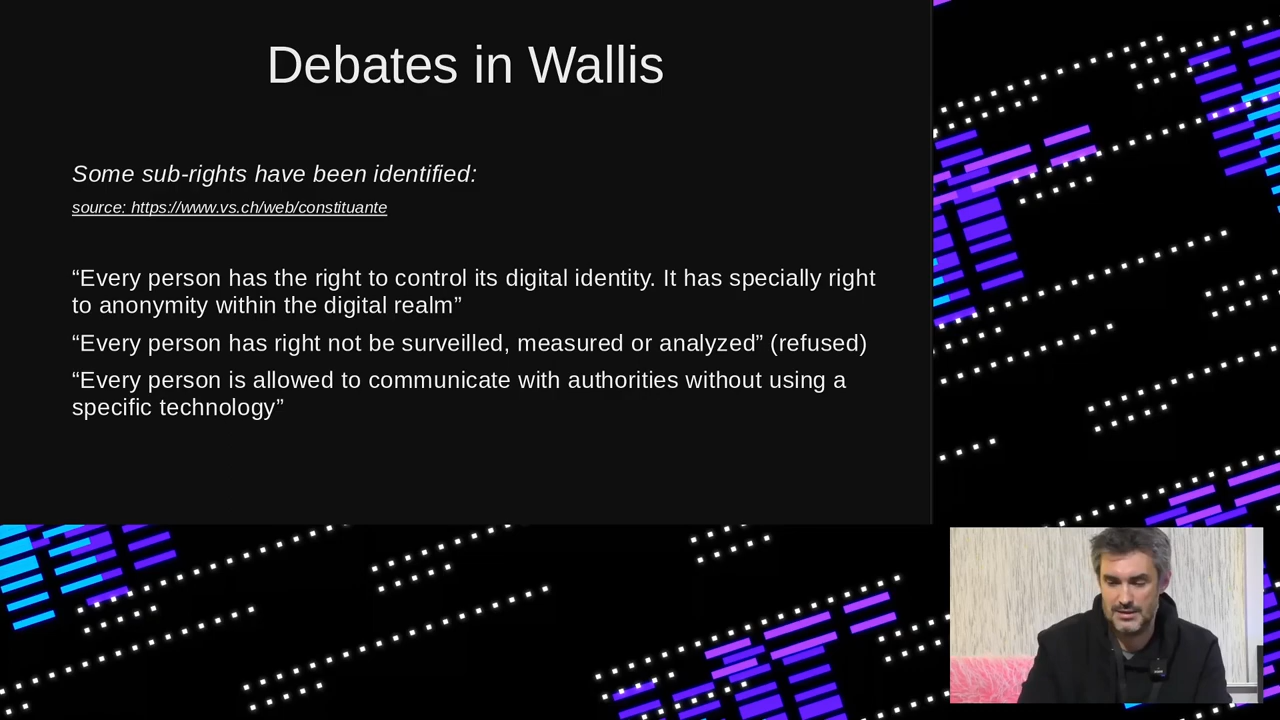 Debates in Wallis
Some sub-rights have been identified:
source: https://www.vs.ch/web/constituante
“Every person has the right to control its digital identity. It has specially right
to anonymity within the digital realm”
“Every person has right not be surveilled, measured or analyzed” (refused)
“Every person is allowed to communicate with authorities without using a
specific technology”